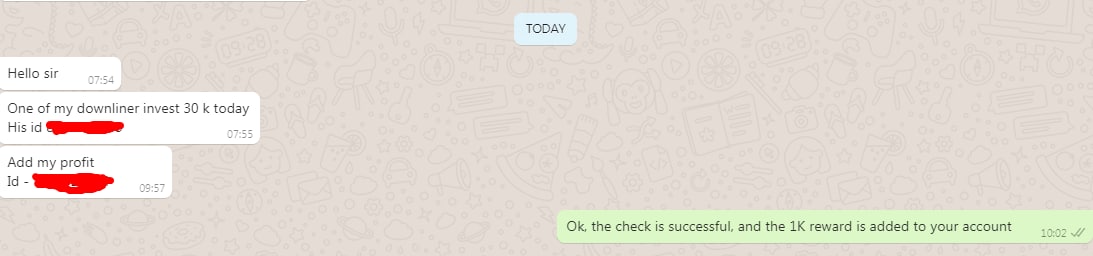 TODAY
Hello sir
07:54
One of my downliner invest 30 k today
His id
07:55
Add my profit
Id -
09:57
Ok, the check is successful, and the 1K reward is added to your account
10:02